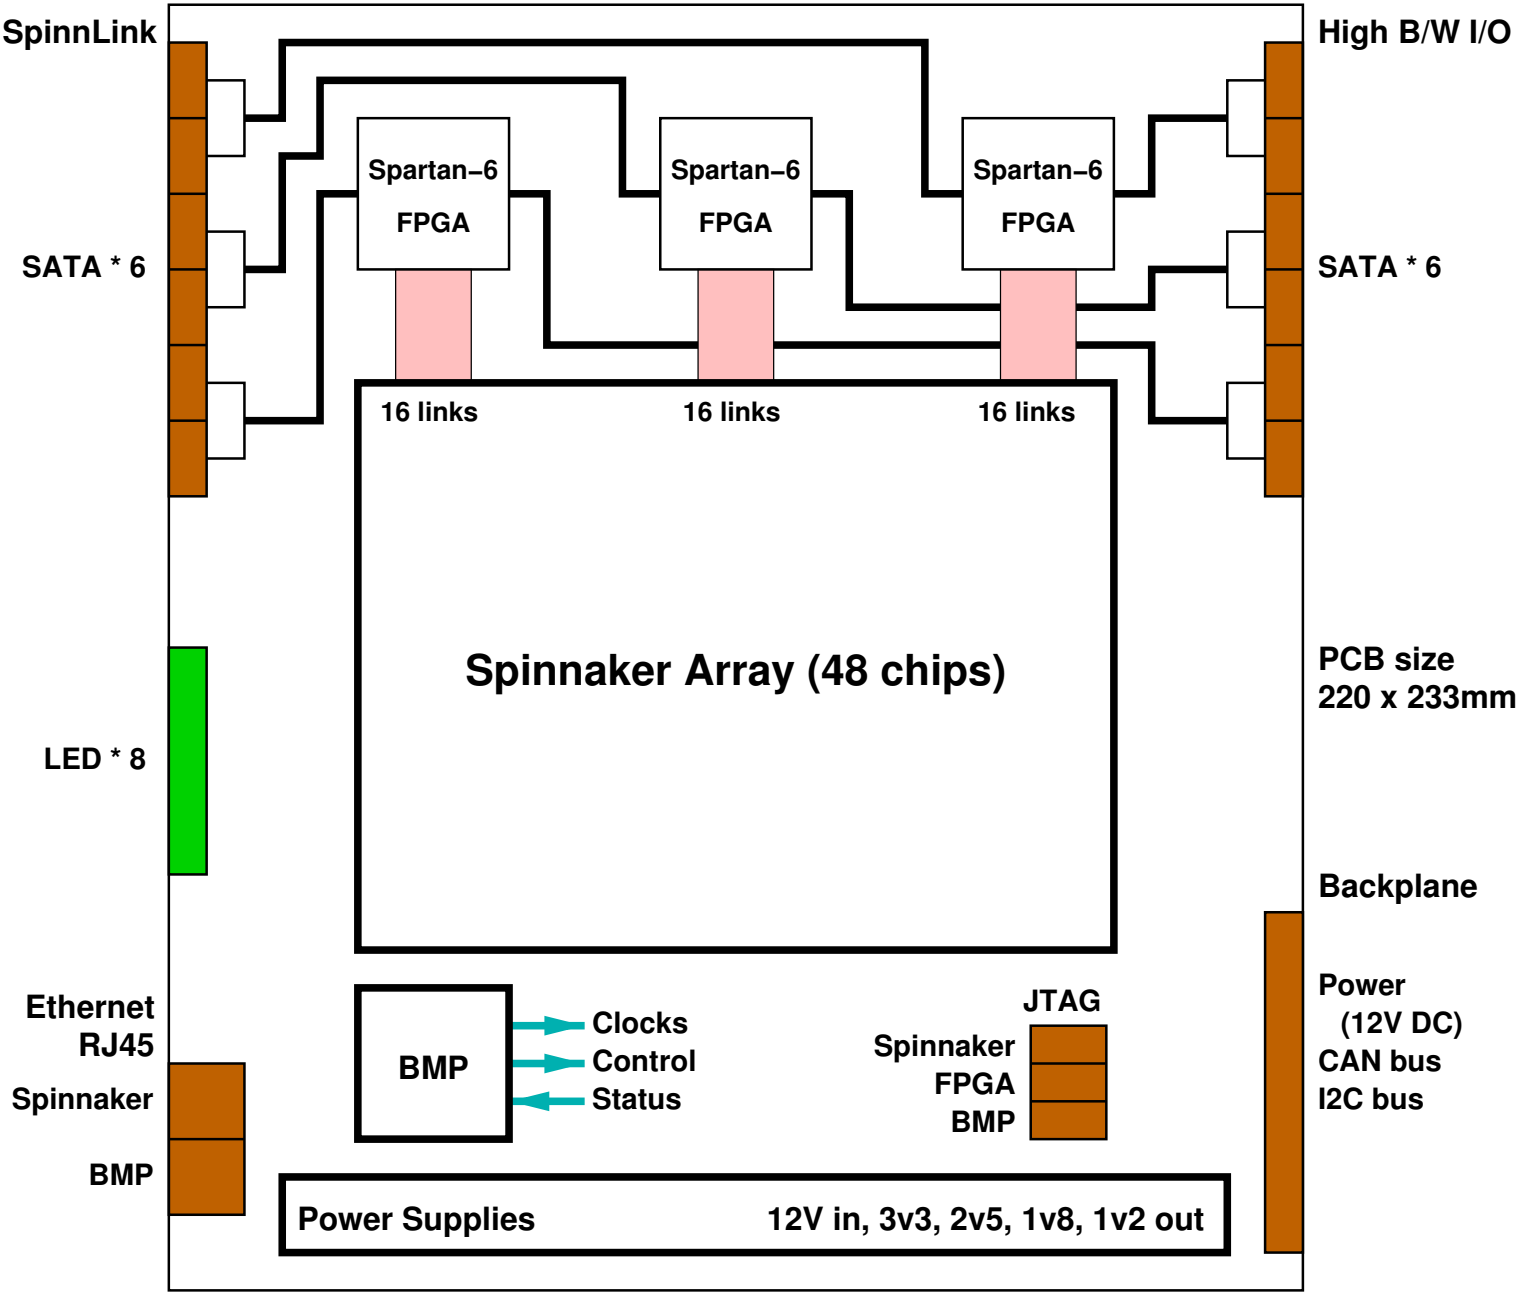 SpinnLink
High B/W I/O
Spartan−6
FPGA
Spartan−6
FPGA
Spartan−6
FPGA
SATA * 6
SATA * 6
16 links
16 links
16 links
Spinnaker Array (48 chips)
PCB size
220 x 233mm
LED * 8
Backplane
Power
(12V DC)
CAN bus
I2C bus
Ethernet
RJ45
Spinnaker
BMP
BMP
Clocks
Control
Status
JTAG
Spinnaker
FPGA
BMP
Power Supplies 12V in, 3v3, 2v5, 1v8, 1v2 out